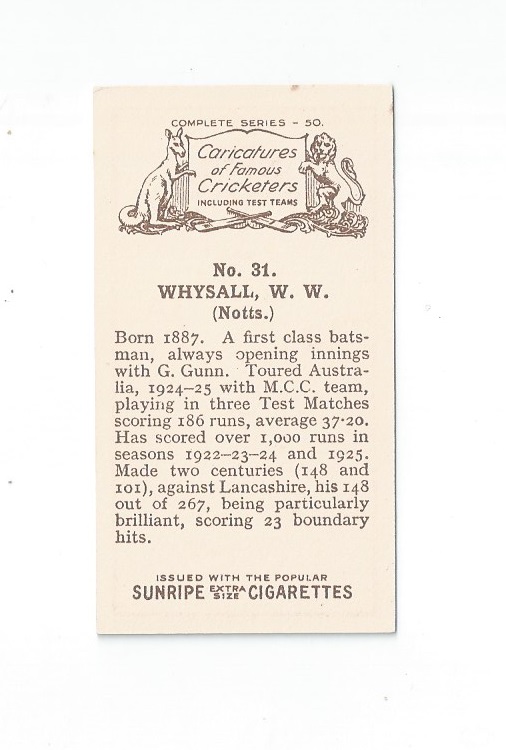 COMPLETE SERIES – 50.
Caricatures
of Famous
Cricketers
INCLUDING TEST TEAMS
No. 31.
WHYSALL, W. W.
(Notts.)
Born 1887. A first class bats-
man, always opening innings
with G. Gunn. Toured Austra-
lia, 1924–25 with M.C.C. team,
playing in three Test Matches
scoring 186 runs, average 37·20.
Has scored over 1,000 runs in
seasons 1922–23–24 and 1925.
Made two centuries (148 and
101), against Lancashire, his 148
out of 267, being particularly
brilliant, scoring 23 boundary
hits.
ISSUED WITH THE POPULAR
SUNRIPE EXTRA SIZE CIGARETTES